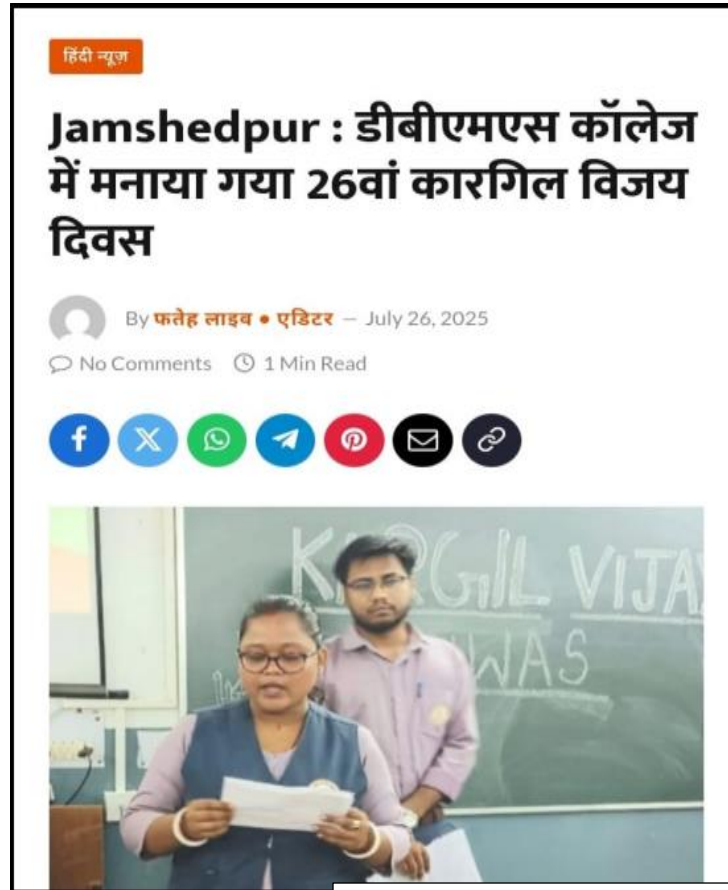 हिंदी न्यूज़
Jamshedpur : डीबीएमएस कॉलेज
में मनाया गया 26वां कारगिल विजय
दिवस
By फतेह लाइव • एडिटर — July 26, 2025
No Comments 1 Min Read
KARGIL VIJA
WAS